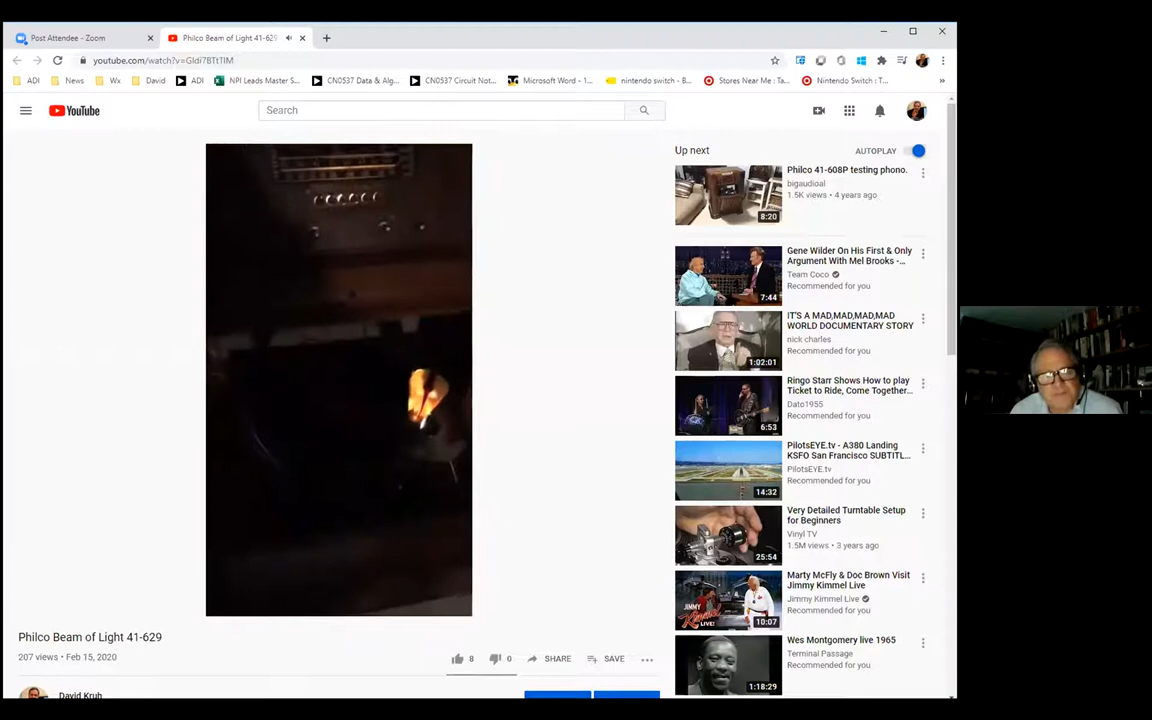 Post Attendee - Zoom
Philco Beam of Light 41-629
youtube.com/watch?v=GIdi7BTt1IM
ADI
News
Wx
David
ADI
NPI Leads Master S...
CN0537 Data & Alg...
CN0537 Circuit Not...
Microsoft Word - 1...
nintendo switch - B...
Stores Near Me : Ta...
Nintendo Switch : T...
YouTube
Search
Up next
AUTOPLAY
Philco 41-608P testing phono.
bigaudioal
1.5K views • 4 years ago
8:20
Gene Wilder On His First & Only
Argument With Mel Brooks -...
Team Coco
Recommended for you
7:44
IT'S A MAD,MAD,MAD,MAD
WORLD DOCUMENTARY STORY
nick charles
Recommended for you
1:02:01
Ringo Starr Shows How to play
Ticket to Ride, Come Together...
Dato1955
Recommended for you
6:53
PilotsEYE.tv - A380 Landing
KSFO San Francisco SUBTITL...
PilotsEYE.tv
Recommended for you
14:32
Very Detailed Turntable Setup
for Beginners
Vinyl TV
1.5M views • 3 years ago
25:54
Marty McFly & Doc Brown Visit
Jimmy Kimmel Live
Jimmy Kimmel Live
Recommended for you
JIMMY
KIMMEL
LIVE!
10:07
Wes Montgomery live 1965
Terminal Passage
Recommended for you
1:18:29
Philco Beam of Light 41-629
207 views • Feb 15, 2020
8
0
SHARE
SAVE
David Kruh